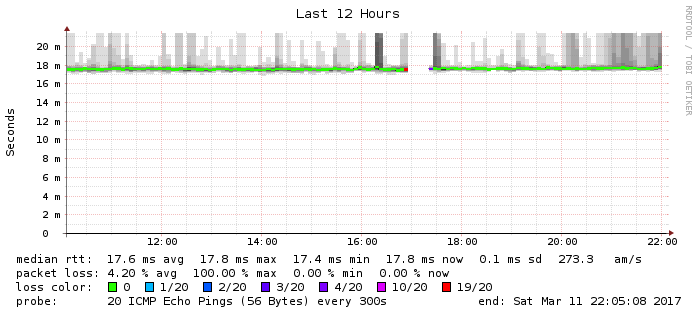 Last 12 Hours
RRDTOOL / TOBI OETIKER
Seconds
20 m
18 m
16 m
14 m
12 m
10 m
8 m
6 m
4 m
2 m
0
12:00 14:00 16:00 18:00 20:00 22:00
median rtt: 17.6 ms avg 17.8 ms max 17.4 ms min 17.8 ms now 0.1 ms sd 273.3 am/s
packet loss: 4.20 % avg 100.00 % max 0.00 % min 0.00 % now
loss color: 0 1/20 2/20 3/20 4/20 10/20 19/20
probe: 20 ICMP Echo Pings (56 Bytes) every 300s end: Sat Mar 11 22:05:08 2017